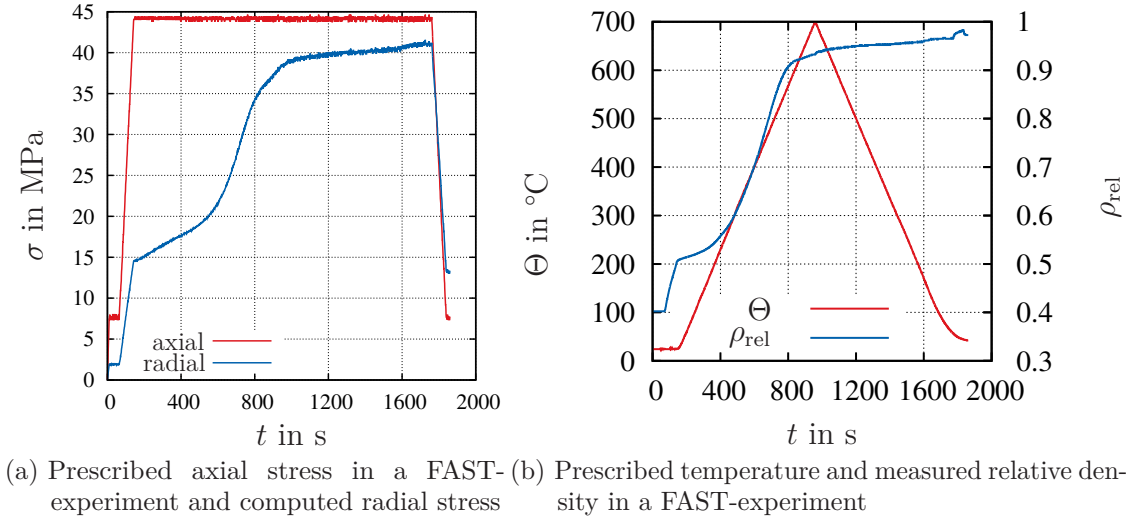 45
40
35
30
25
20
15
10
5
0
σ in MPa
axial
radial
0 400 800 1200 1600 2000
t in s
(a) Prescribed axial stress in a FAST-
experiment and computed radial stress
700
600
500
400
300
200
100
0
Θ in °C
Θ
ρrel
1
0.9
0.8
0.7
0.6
0.5
0.4
0.3
ρrel
0 400 800 1200 1600 2000
t in s
(b) Prescribed temperature and measured relative den-
sity in a FAST-experiment